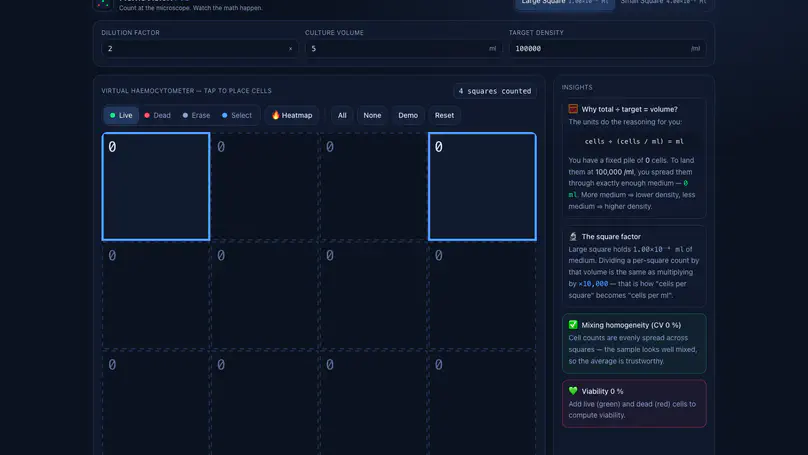 Count at the microscope. Watch the math happen.
Large Square 1.00×10⁻⁴ ml
Small Square
DILUTION FACTOR
2 ×
CULTURE VOLUME
5 ml
TARGET DENSITY
100000 /ml
VIRTUAL HAEMOCYTOMETER — TAP TO PLACE CELLS
4 squares counted
Live Dead Erase Select 🔥 Heatmap All None Demo Reset
0 0 0 0
0 0 0 0
0 0 0 0
INSIGHTS
🧮 Why total ÷ target = volume?
The units do the reasoning for you:
cells ÷ (cells / ml) = ml
You have a fixed pile of 0 cells. To land
them at 100,000 /ml, you spread them
through exactly enough medium — 0
ml. More medium ⇒ lower density, less
medium ⇒ higher density.
🔬 The square factor
Large square holds 1.00×10⁻⁴ ml of
medium. Dividing a per-square count by
that volume is the same as multiplying
by ×10,000 — that is how "cells per
square" becomes "cells per ml".
✅ Mixing homogeneity (CV 0 %)
Cell counts are evenly spread across
squares — the sample looks well mixed,
so the average is trustworthy.
💚 Viability 0 %
Add live (green) and dead (red) cells to
compute viability.